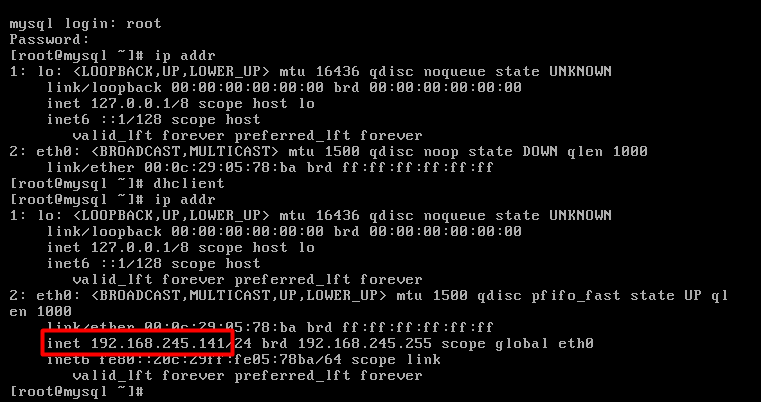 mysql login: root
Password:
[root@mysql ~]# ip addr
1: lo: <LOOPBACK,UP,LOWER_UP> mtu 16436 qdisc noqueue state UNKNOWN
    link/loopback 00:00:00:00:00:00 brd 00:00:00:00:00:00
    inet 127.0.0.1/8 scope host lo
    inet6 ::1/128 scope host
       valid_lft forever preferred_lft forever
2: eth0: <BROADCAST,MULTICAST> mtu 1500 qdisc noop state DOWN qlen 1000
    link/ether 00:0c:29:05:78:ba brd ff:ff:ff:ff:ff:ff
[root@mysql ~]# dhclient
[root@mysql ~]# ip addr
1: lo: <LOOPBACK,UP,LOWER_UP> mtu 16436 qdisc noqueue state UNKNOWN
    link/loopback 00:00:00:00:00:00 brd 00:00:00:00:00:00
    inet 127.0.0.1/8 scope host lo
    inet6 ::1/128 scope host
       valid_lft forever preferred_lft forever
2: eth0: <BROADCAST,MULTICAST,UP,LOWER_UP> mtu 1500 qdisc pfifo_fast state UP ql
en 1000
    link/ether 00:0c:29:05:78:ba brd ff:ff:ff:ff:ff:ff
    inet 192.168.245.141/24 brd 192.168.245.255 scope global eth0
    inet6 fe80::20c:29ff:fe05:78ba/64 scope link
       valid_lft forever preferred_lft forever
[root@mysql ~]#